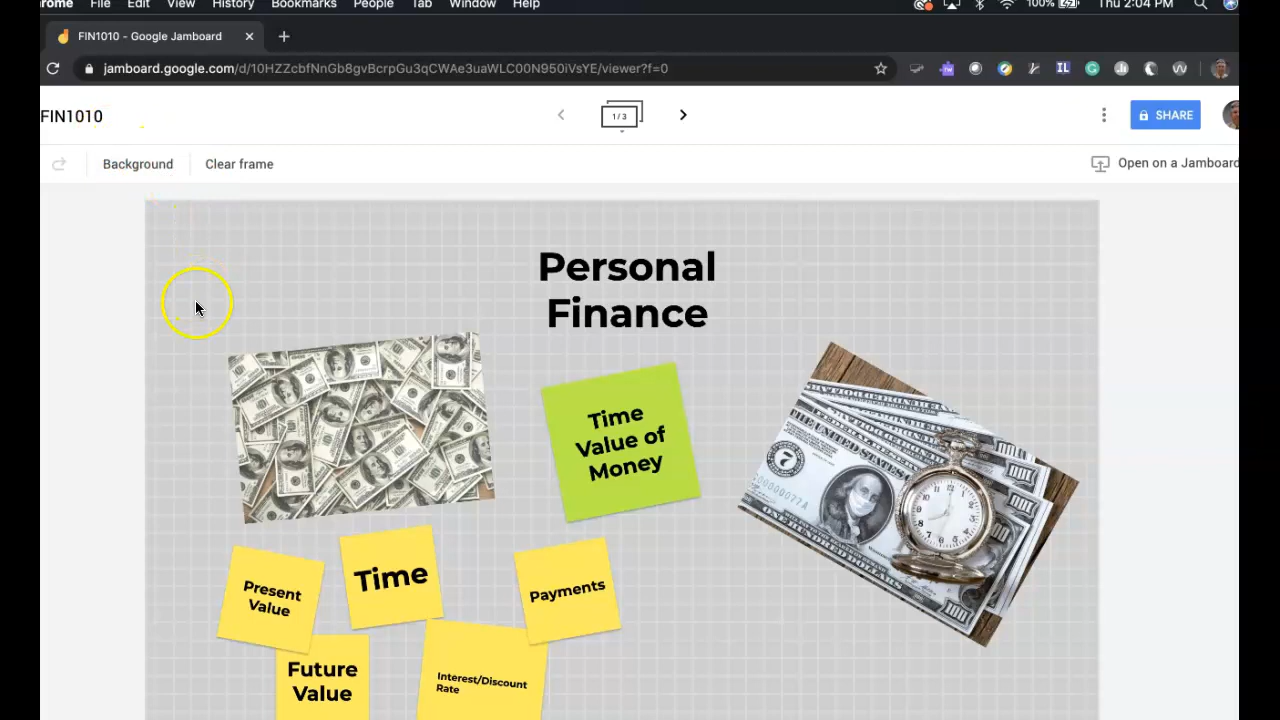 rome File Edit View History Bookmarks People Tab Window Help 100% Thu 2:04 PM
FIN1010 - Google Jamboard
jamboard.google.com/d/10HZZcbfNnGb8gvBcrpGu3qCWAe3uaWLC00N950iVsYE/viewer?f=0
FIN1010
1 / 3
SHARE
Background
Clear frame
Open on a Jamboard
Personal
Finance
Time
Value of
Money
Present
Value
Time
Payments
Future
Value
Interest/Discount
Rate